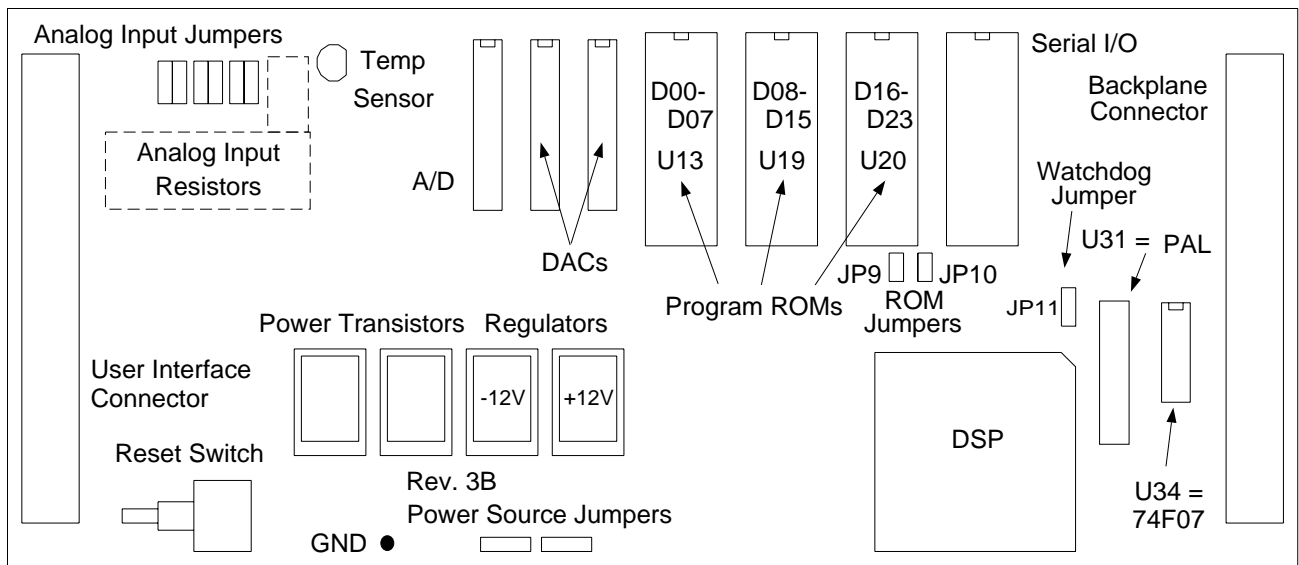 Analog Input Jumpers
Temp
Sensor
Analog Input
Resistors
A/D
DACs
D00-
D07
U13
D08-
D15
U19
D16-
D23
U20
Program ROMs
Serial I/O
Backplane
Connector
Watchdog
Jumper
U31 = PAL
JP9
JP10
ROM
Jumpers
JP11
Power Transistors
Regulators
-12V
+12V
User Interface
Connector
Reset Switch
Rev. 3B
Power Source Jumpers
GND
DSP
U34 =
74F07